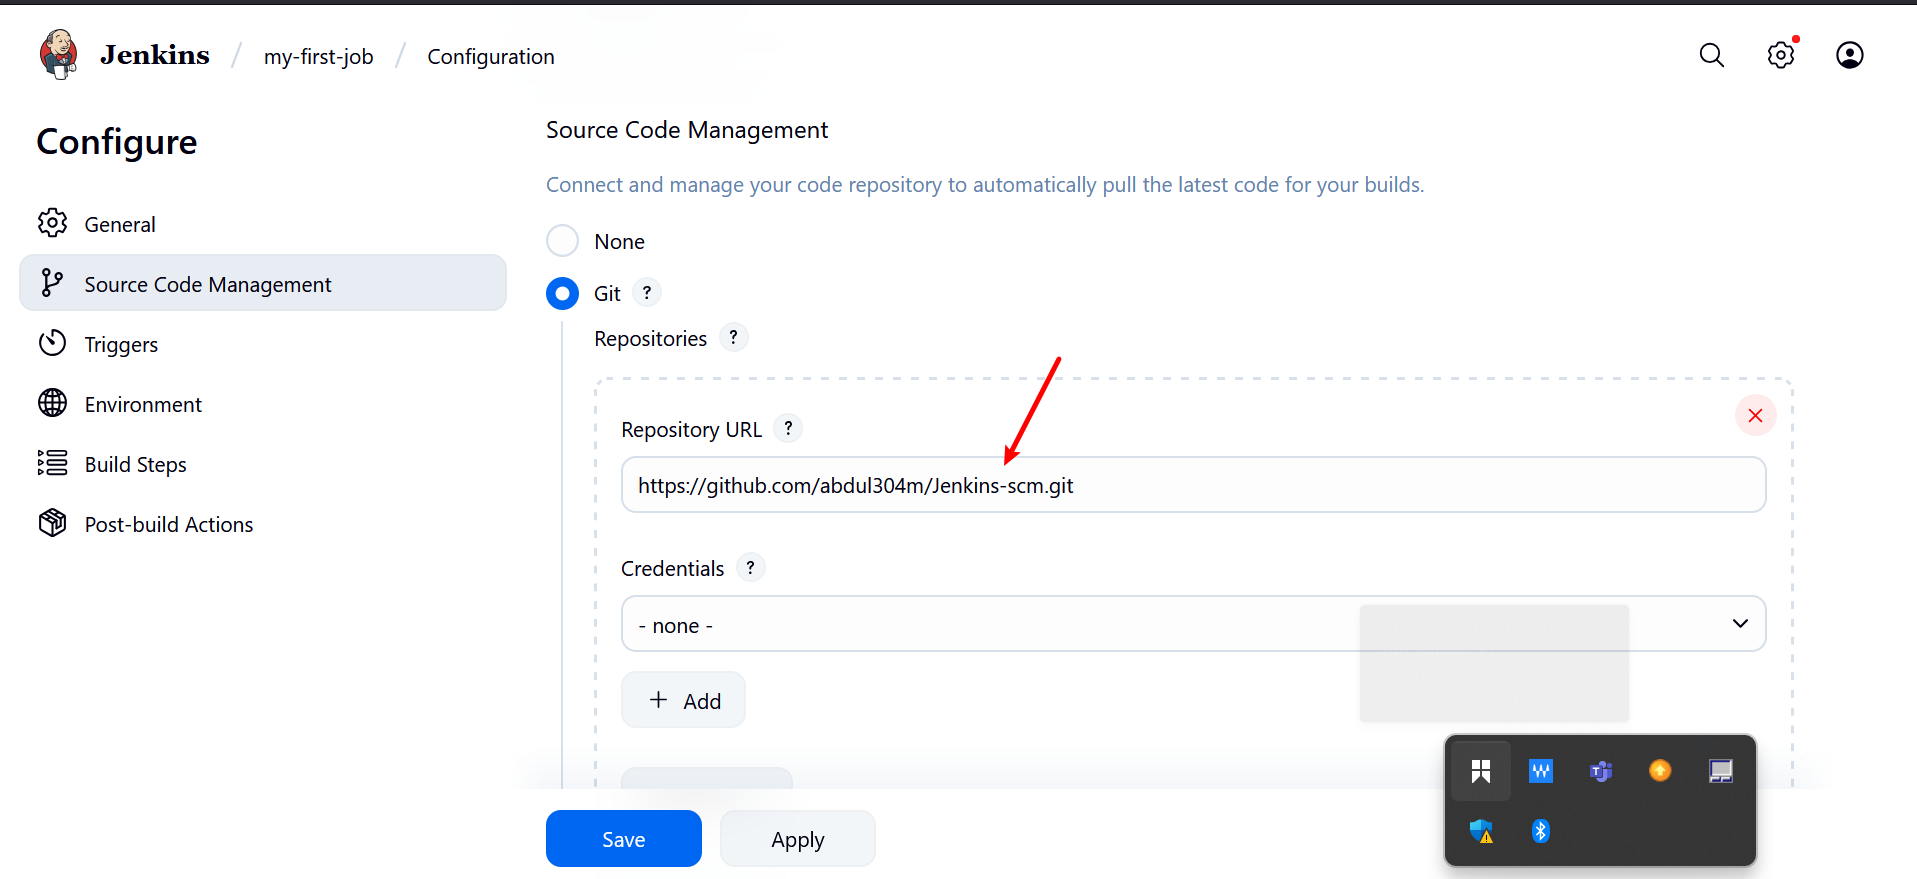 Jenkins / my-first-job / Configuration
Configure
General
Source Code Management
Triggers
Environment
Build Steps
Post-build Actions
Source Code Management
Connect and manage your code repository to automatically pull the latest code for your builds.
None
Git ?
Repositories ?
Repository URL ?
https://github.com/abdul304m/Jenkins-scm.git
Credentials ?
- none -
+ Add
Save
Apply